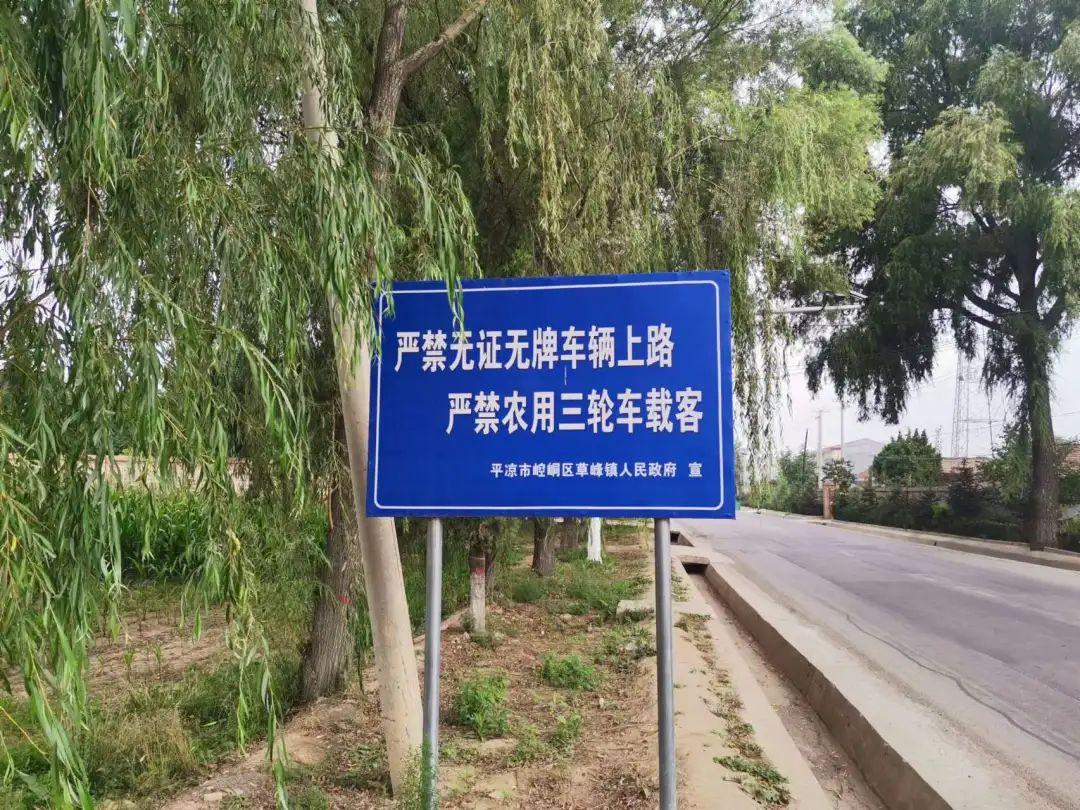 严禁无证无牌车辆上路
严禁农用三轮车载客
平凉市崆峒区草峰镇人民政府 宣